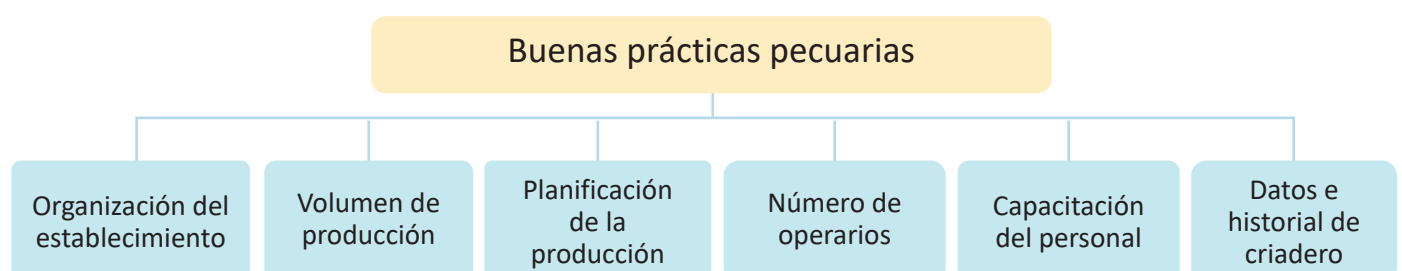 Buenas prácticas pecuarias
Organización del
establecimiento
Volumen de
producción
Planificación
de la
producción
Número de
operarios
Capacitación
del personal
Datos e
historial de
criadero